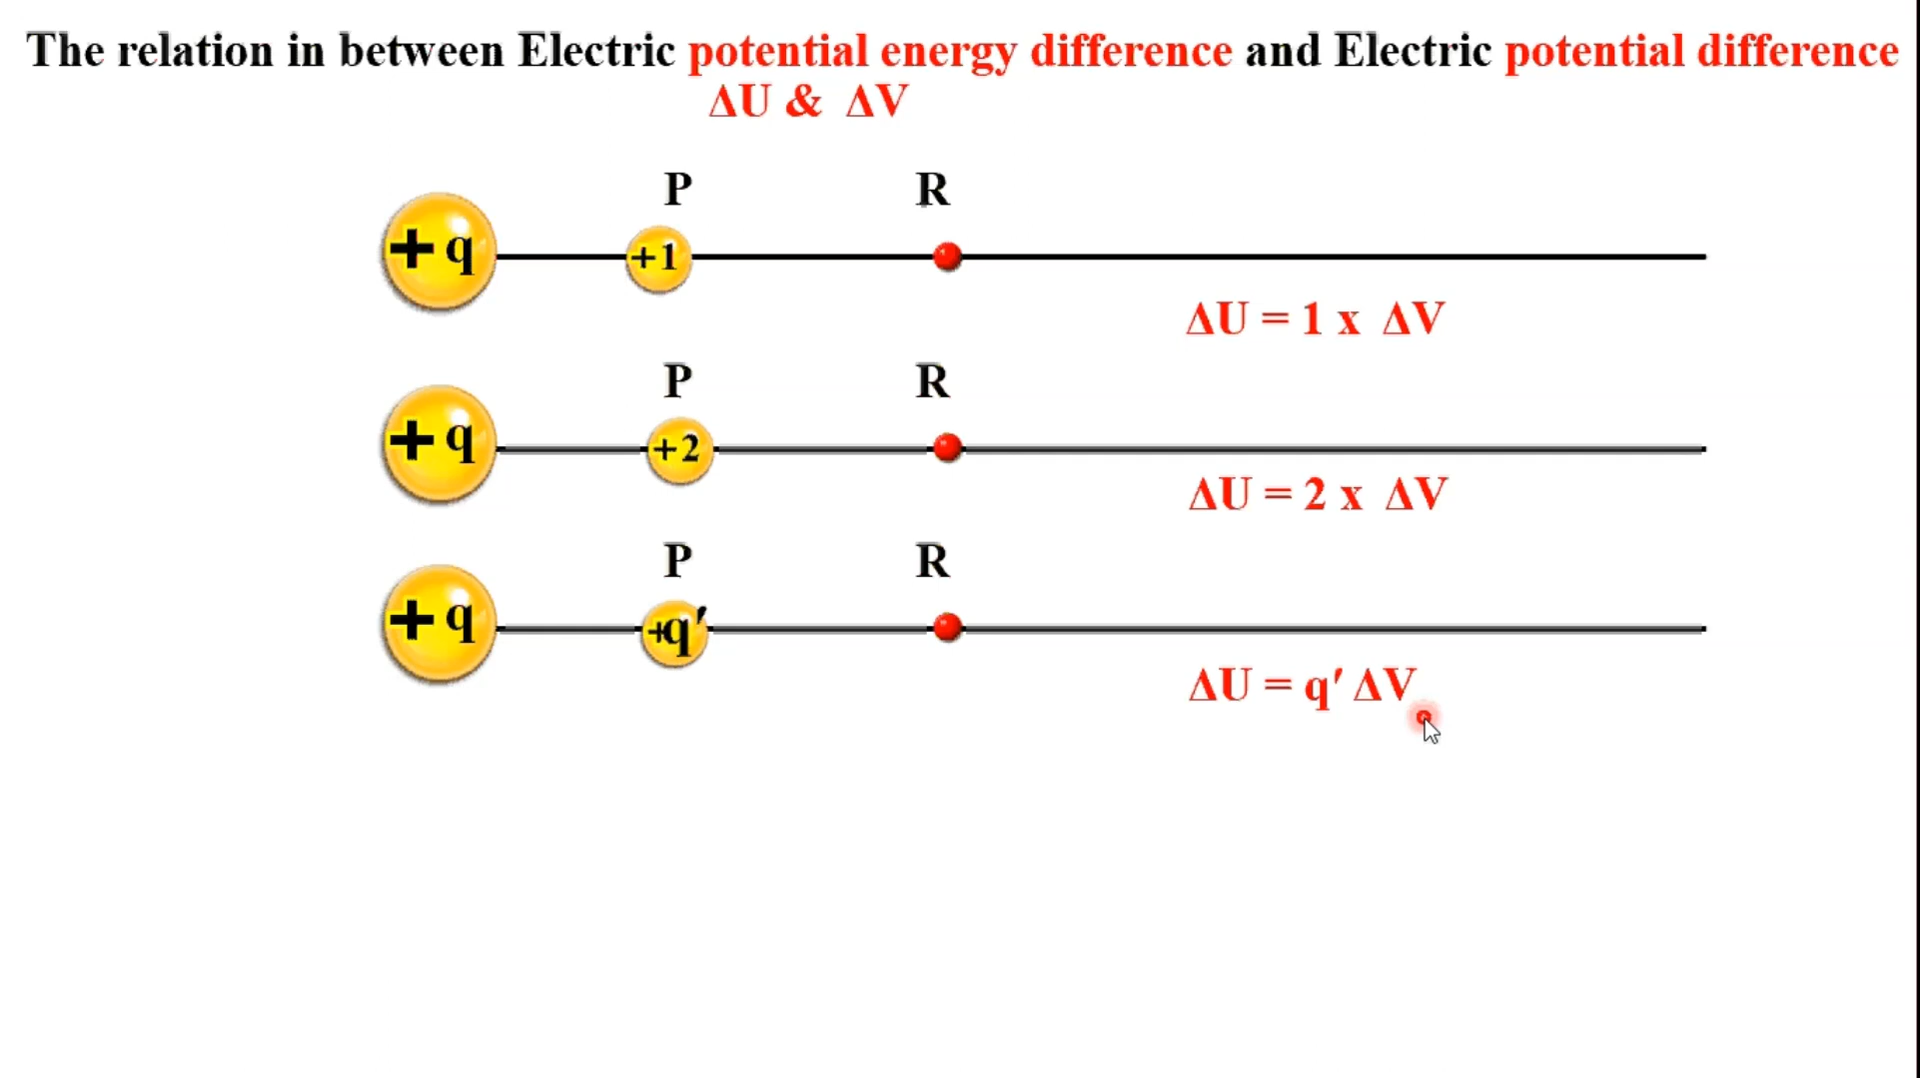 The relation in between Electric potential energy difference and Electric potential difference
ΔU & ΔV
P R
+ q +1
ΔU = 1 x ΔV
P R
+ q +2
ΔU = 2 x ΔV
P R
+ q +q′
ΔU = q′ ΔV